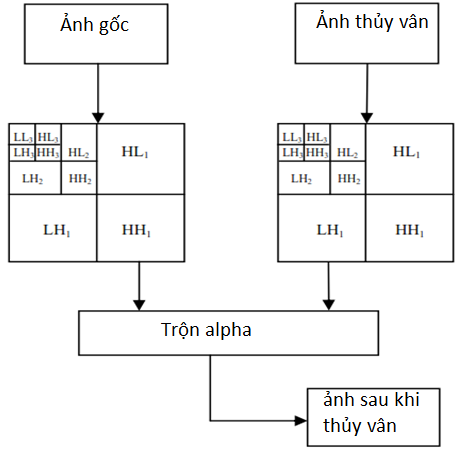 Ảnh gốc
Ảnh thủy vân
LL₃ HL₃
LH₃ HH₃ HL₂ HL₁
LH₂ HH₂
LH₁ HH₁
LL₃ HL₃
LH₃ HH₃ HL₂ HL₁
LH₂ HH₂
LH₁ HH₁
Trộn alpha
ảnh sau khi
thủy vân